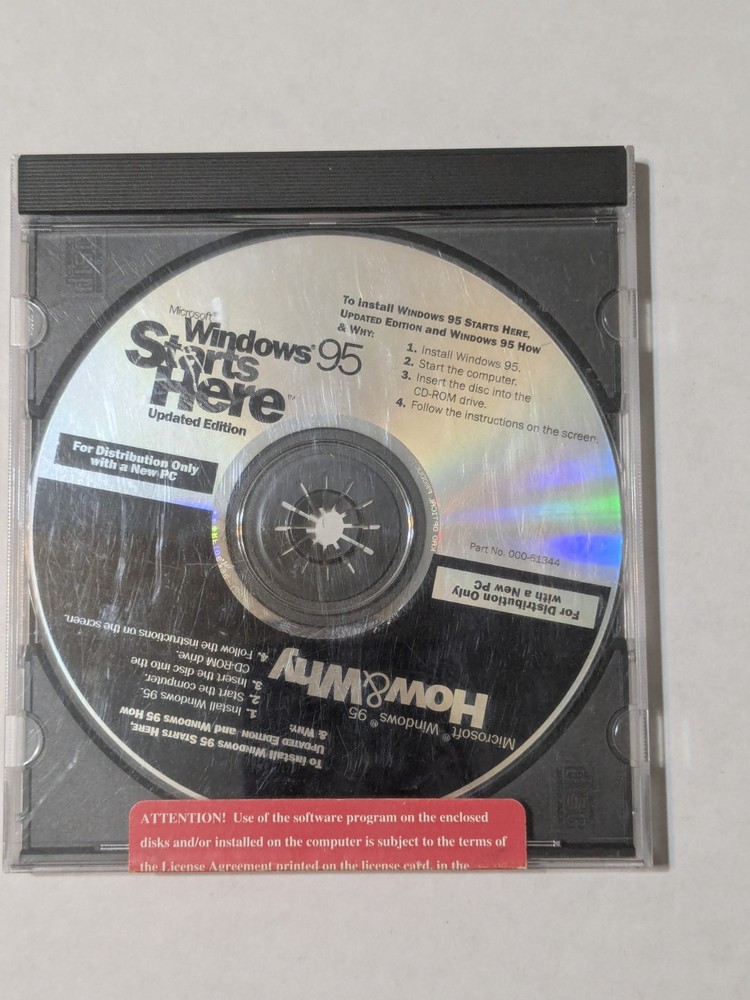 Microsoft®
Windows® 95
Starts
Here™
Updated Edition
For Distribution Only
with a New PC
To Install Windows 95 Starts Here,
Updated Edition and Windows 95 How
& Why:
1. Install Windows 95.
2. Start the computer.
3. Insert the disc into the
CD-ROM drive.
4. Follow the instructions on the screen.
Part No. 000-61344
For Distribution Only
with a New PC
Microsoft® Windows® 95
How&Why
To Install Windows 95 Starts Here,
Updated Edition and Windows 95 How
& Why:
1. Install Windows 95.
2. Start the computer.
3. Insert the disc into the
CD-ROM drive.
4. Follow the instructions on the screen.
ATTENTION! Use of the software program on the enclosed
disks and/or installed on the computer is subject to the terms of
the License Agreement printed on the license card, in the